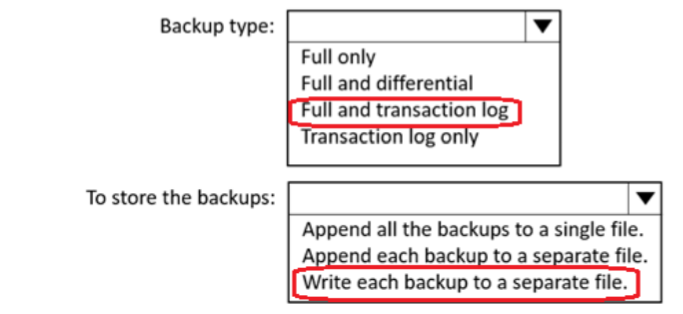 Backup type:
Full only
Full and differential
Full and transaction log
Transaction log only
To store the backups:
Append all the backups to a single file.
Append each backup to a separate file.
Write each backup to a separate file.